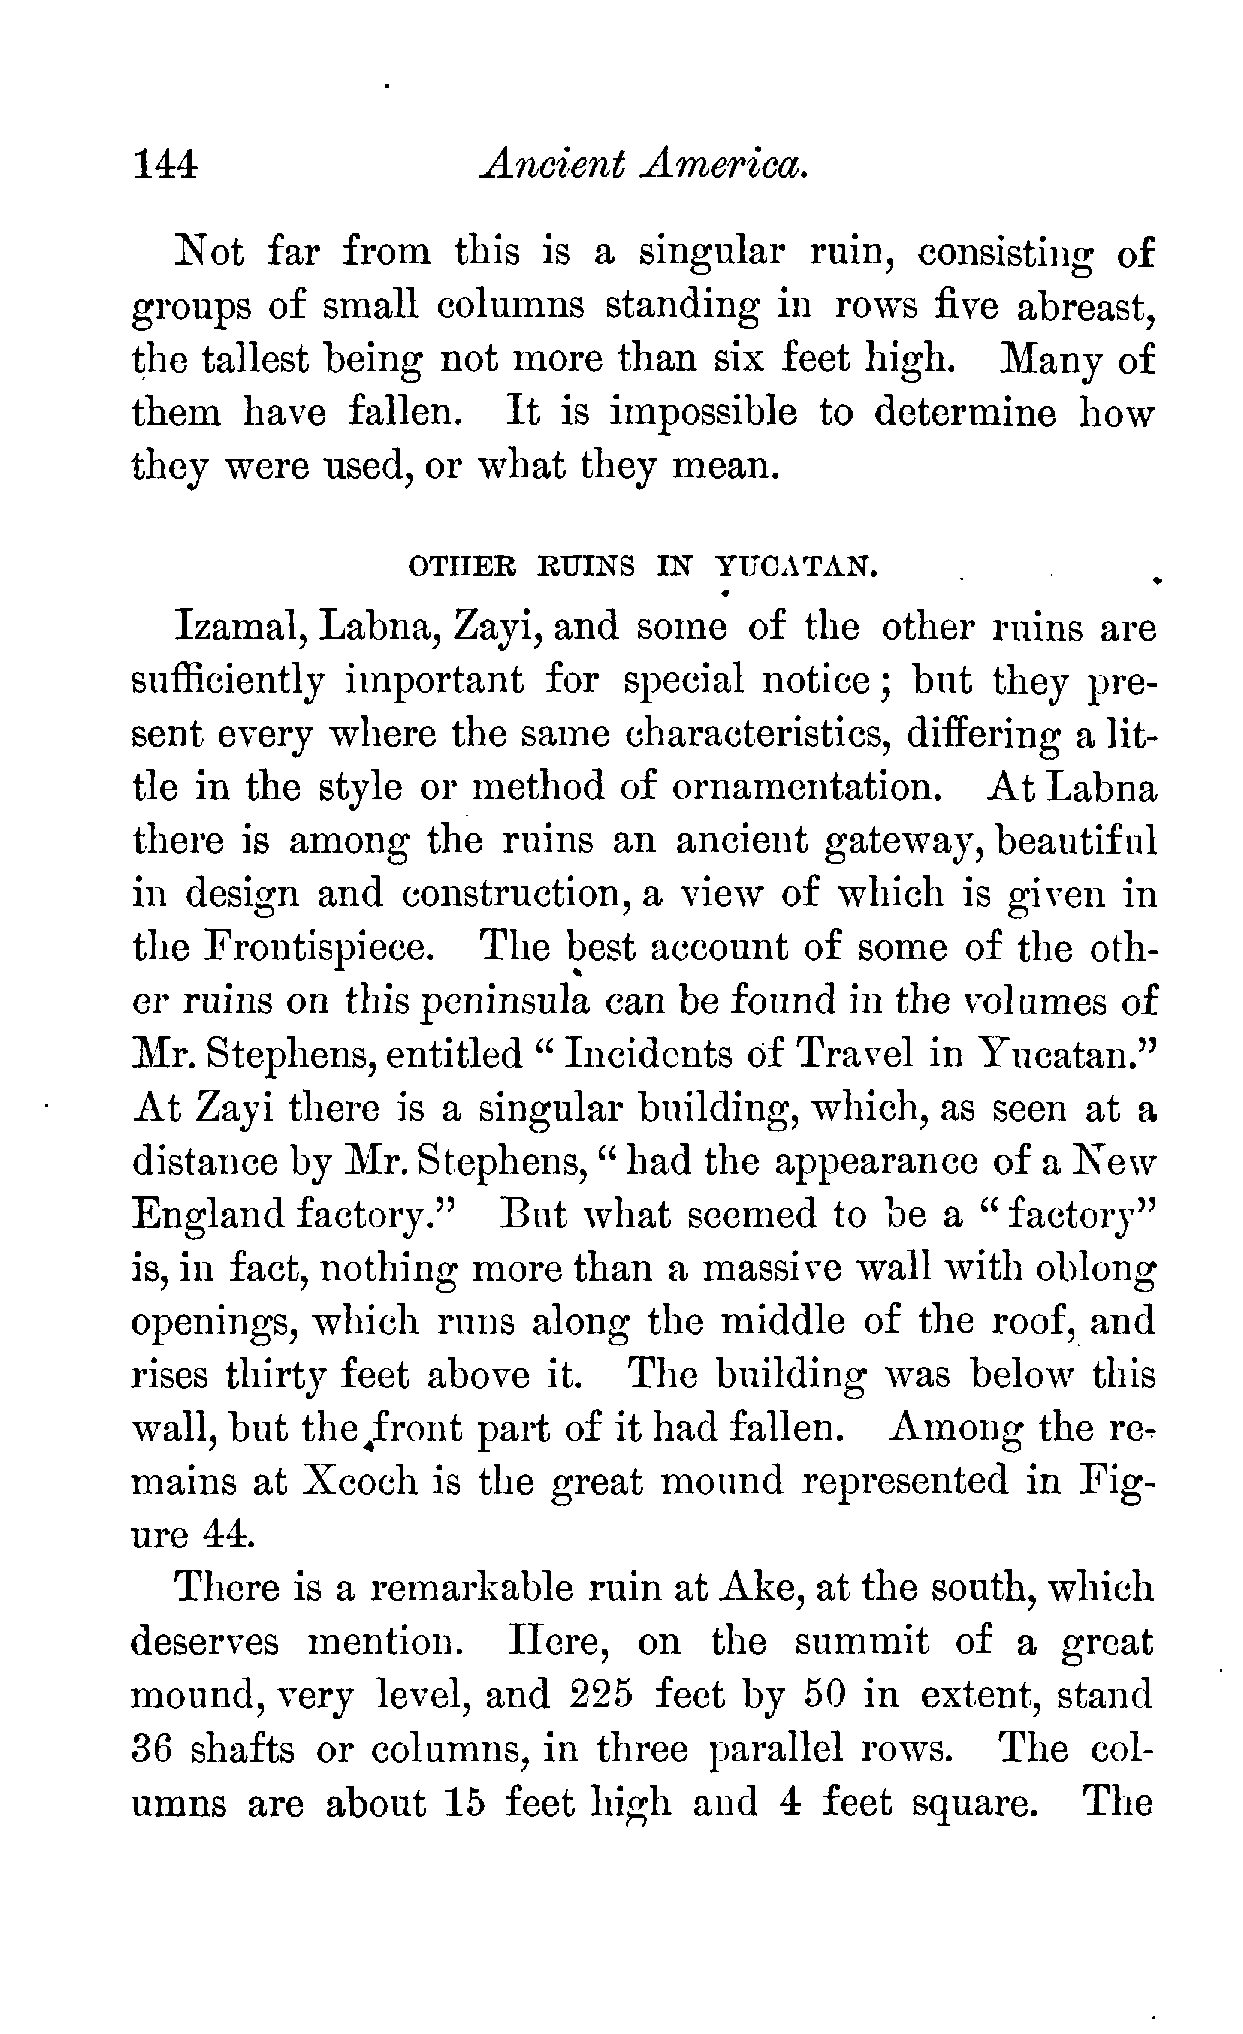 144 Ancient America.
Not far from this is a singular ruin, consisting of
groups of small columns standing in rows five abreast,
the tallest being not more than six feet high. Many of
them have fallen. It is impossible to determine how
they were used, or what they mean.
OTHER RUINS IN YUCATAN.
Izamal, Labna, Zayi, and some of the other ruins are
sufficiently important for special notice; but they pre-
sent every where the same characteristics, differing a lit-
tle in the style or method of ornamentation. At Labna
there is among the ruins an ancient gateway, beautiful
in design and construction, a view of which is given in
the Frontispiece. The best account of some of the oth-
er ruins on this peninsula can be found in the volumes of
Mr. Stephens, entitled “Incidents of Travel in Yucatan.”
At Zayi there is a singular building, which, as seen at a
distance by Mr. Stephens, “had the appearance of a New
England factory.” But what seemed to be a “factory”
is, in fact, nothing more than a massive wall with oblong
openings, which runs along the middle of the roof, and
rises thirty feet above it. The building was below this
wall, but the front part of it had fallen. Among the re-
mains at Xcoch is the great mound represented in Fig-
ure 44.
There is a remarkable ruin at Ake, at the south, which
deserves mention. Here, on the summit of a great
mound, very level, and 225 feet by 50 in extent, stand
36 shafts or columns, in three parallel rows. The col-
umns are about 15 feet high and 4 feet square. The